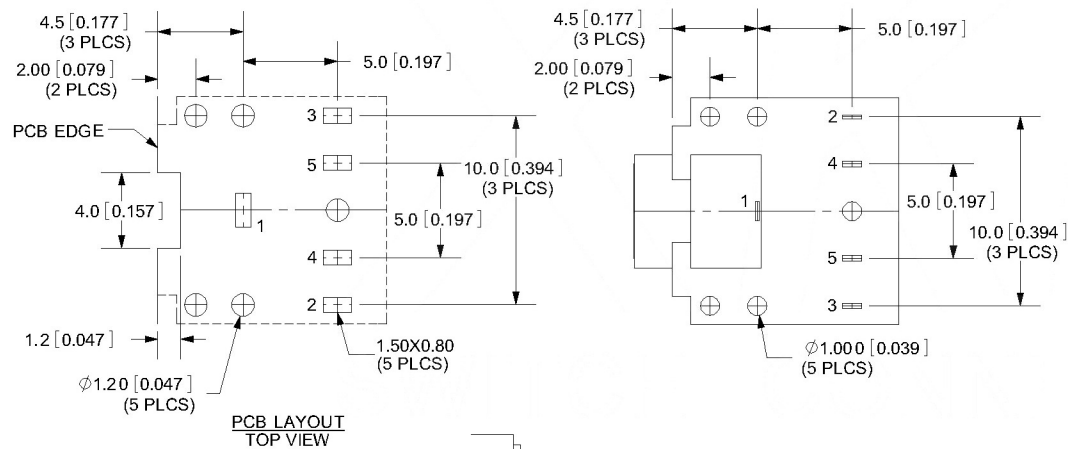 4.5 [0.177]
(3 PLCS)
5.0 [0.197]
2.00 [0.079]
(2 PLCS)
PCB EDGE
3
5
10.0 [0.394]
(3 PLCS)
4.0 [0.157]
1
5.0 [0.197]
4
2
1.2 [0.047]
1.50X0.80
(5 PLCS)
∅1.20 [0.047]
(5 PLCS)
PCB LAYOUT
TOP VIEW
4.5 [0.177]
(3 PLCS)
5.0 [0.197]
2.00 [0.079]
(2 PLCS)
2
4
1
5.0 [0.197]
10.0 [0.394]
(3 PLCS)
5
3
∅1.000 [0.039]
(5 PLCS)